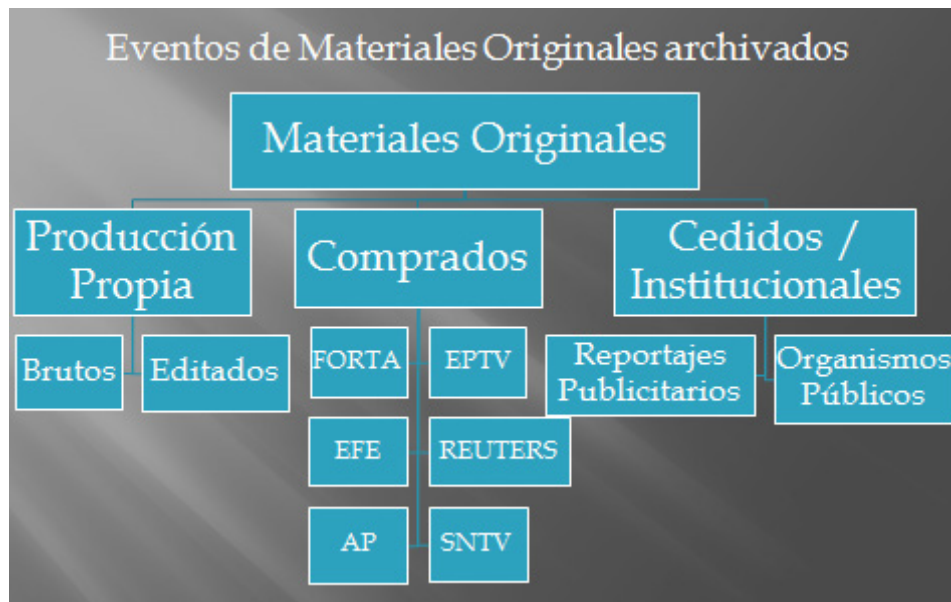 Eventos de Materiales Originales archivados
Materiales Originales
Producción
Propia
Comprados
Cedidos /
Institucionales
Brutos
Editados
FORTA
EPTV
Reportajes
Publicitarios
Organismos
Públicos
EFE
REUTERS
AP
SNTV